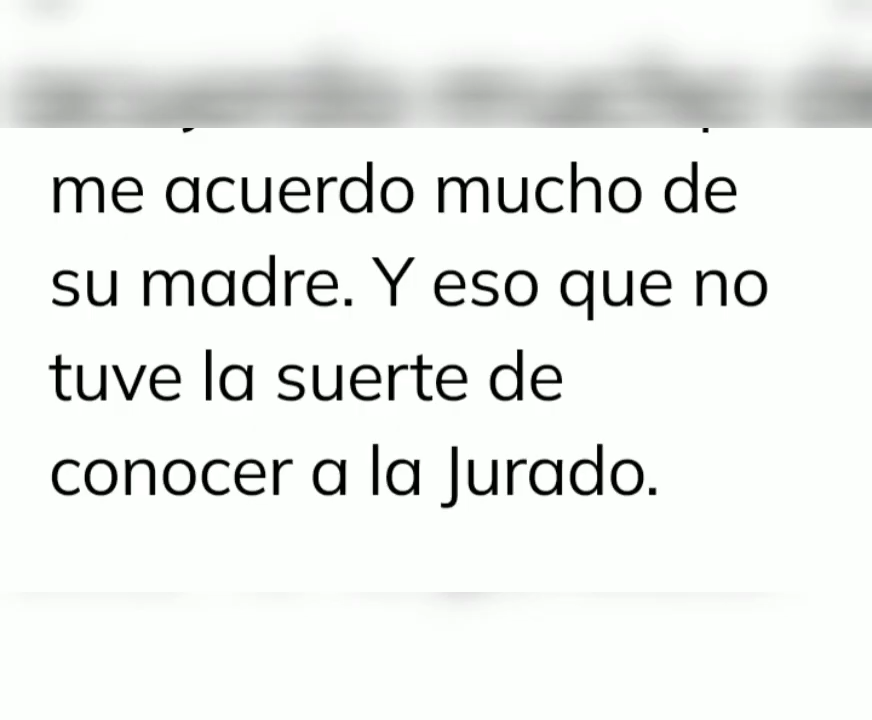 me acuerdo mucho de
su madre. Y eso que no
tuve la suerte de
conocer a la Jurado.